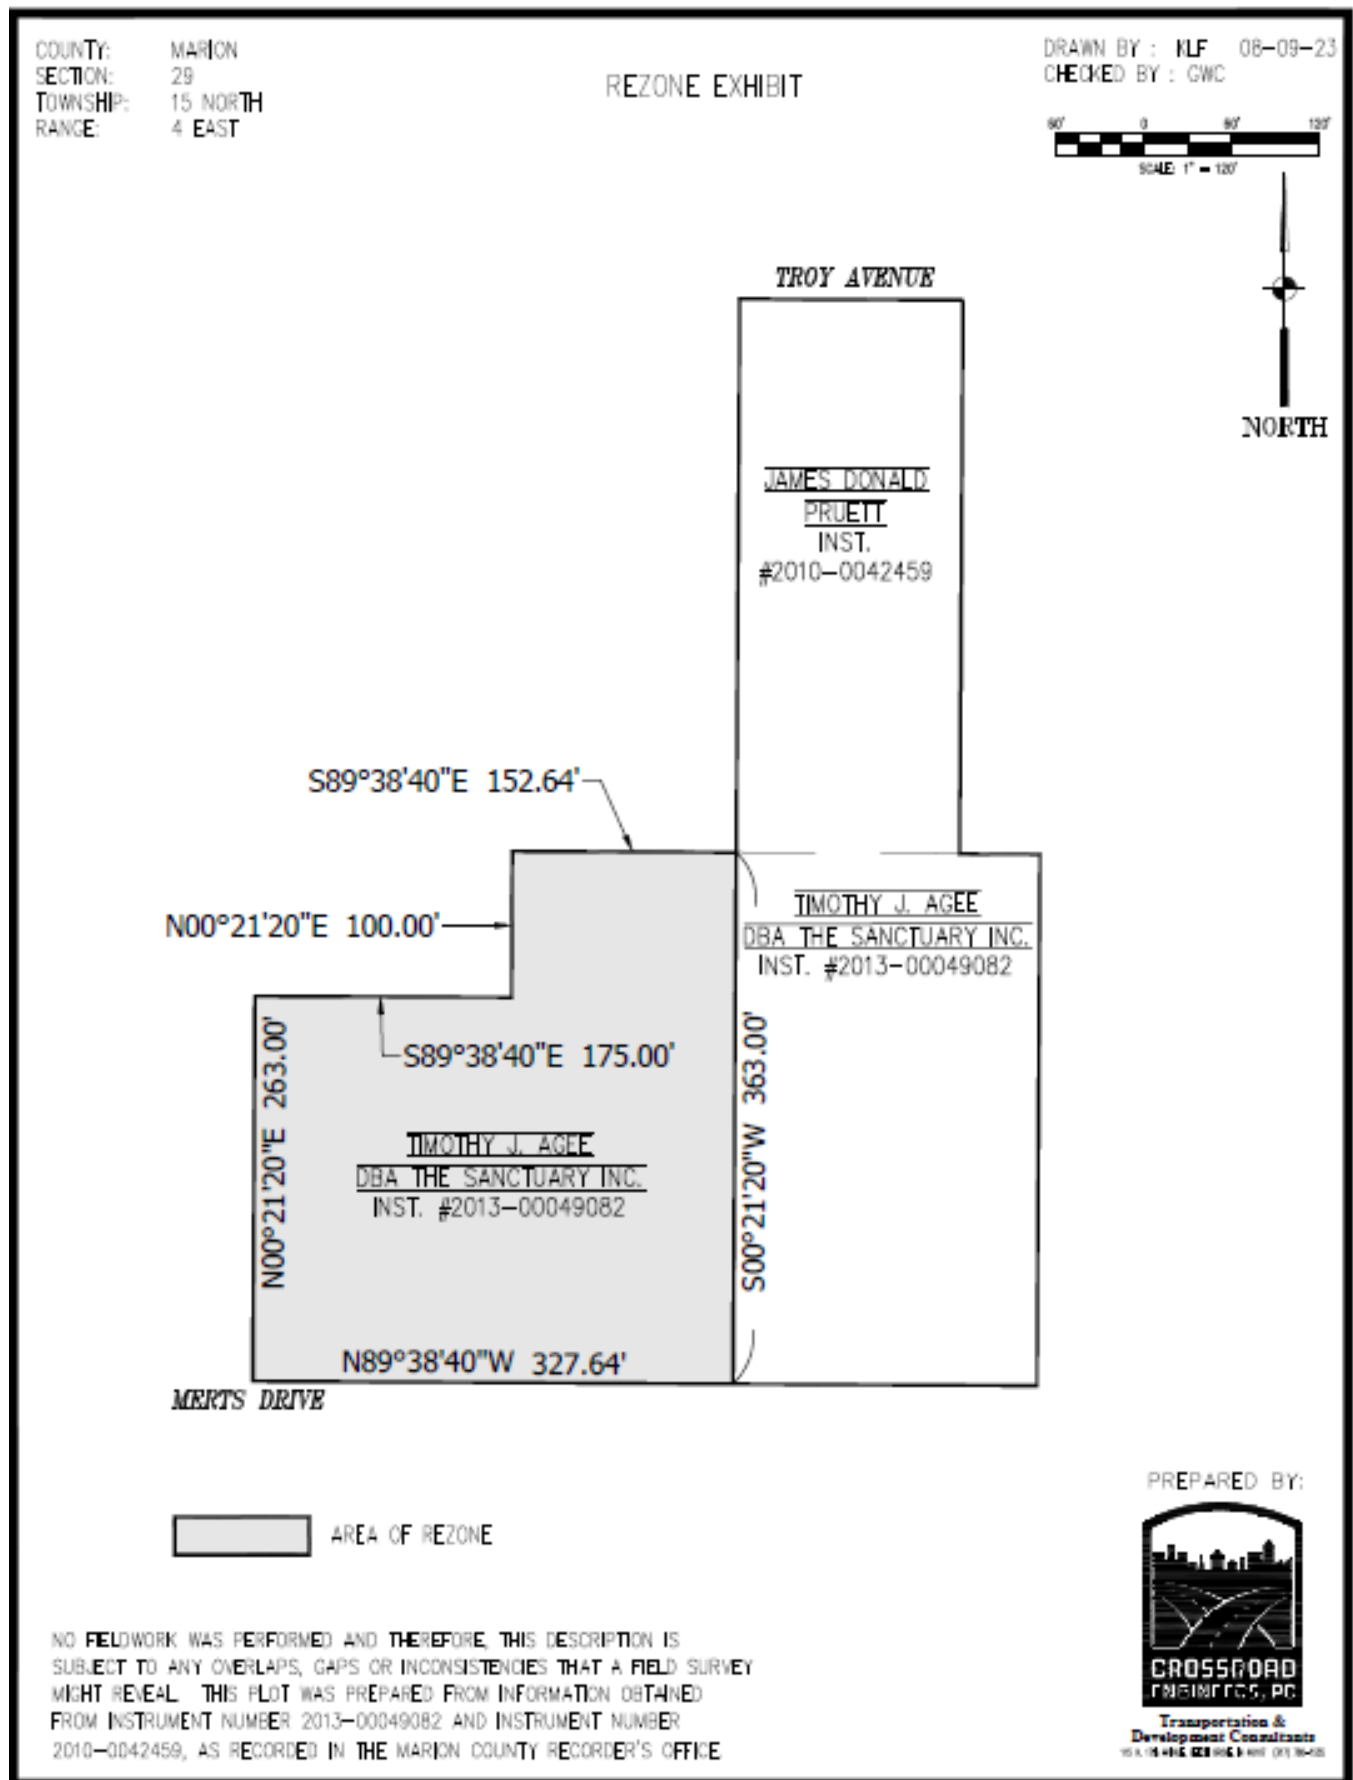 COUNTY: MARION
SECTION: 29
TOWNSHIP: 15 NORTH
RANGE: 4 EAST
REZONE EXHIBIT
DRAWN BY : KLF 08-09-23
CHECKED BY : GWC
60' 0 60' 120'
SCALE: 1" = 120'
NORTH
TROY AVENUE
JAMES DONALD
PRUETT
INST.
#2010-0042459
S89°38'40"E 152.64'
N00°21'20"E 100.00'
TIMOTHY J. AGEE
DBA THE SANCTUARY INC.
INST. #2013-00049082
S89°38'40"E 175.00'
N00°21'20"E 263.00'
S00°21'20"W 363.00'
TIMOTHY J. AGEE
DBA THE SANCTUARY INC.
INST. #2013-00049082
N89°38'40"W 327.64'
MERTS DRIVE
AREA OF REZONE
NO FIELDWORK WAS PERFORMED AND THEREFORE, THIS DESCRIPTION IS
SUBJECT TO ANY OVERLAPS, GAPS OR INCONSISTENCIES THAT A FIELD SURVEY
MIGHT REVEAL. THIS PLOT WAS PREPARED FROM INFORMATION OBTAINED
FROM INSTRUMENT NUMBER 2013-00049082 AND INSTRUMENT NUMBER
2010-0042459, AS RECORDED IN THE MARION COUNTY RECORDER'S OFFICE.
PREPARED BY:
CROSSROAD
ENGINEERS, PC
Transportation &
Development Consultants